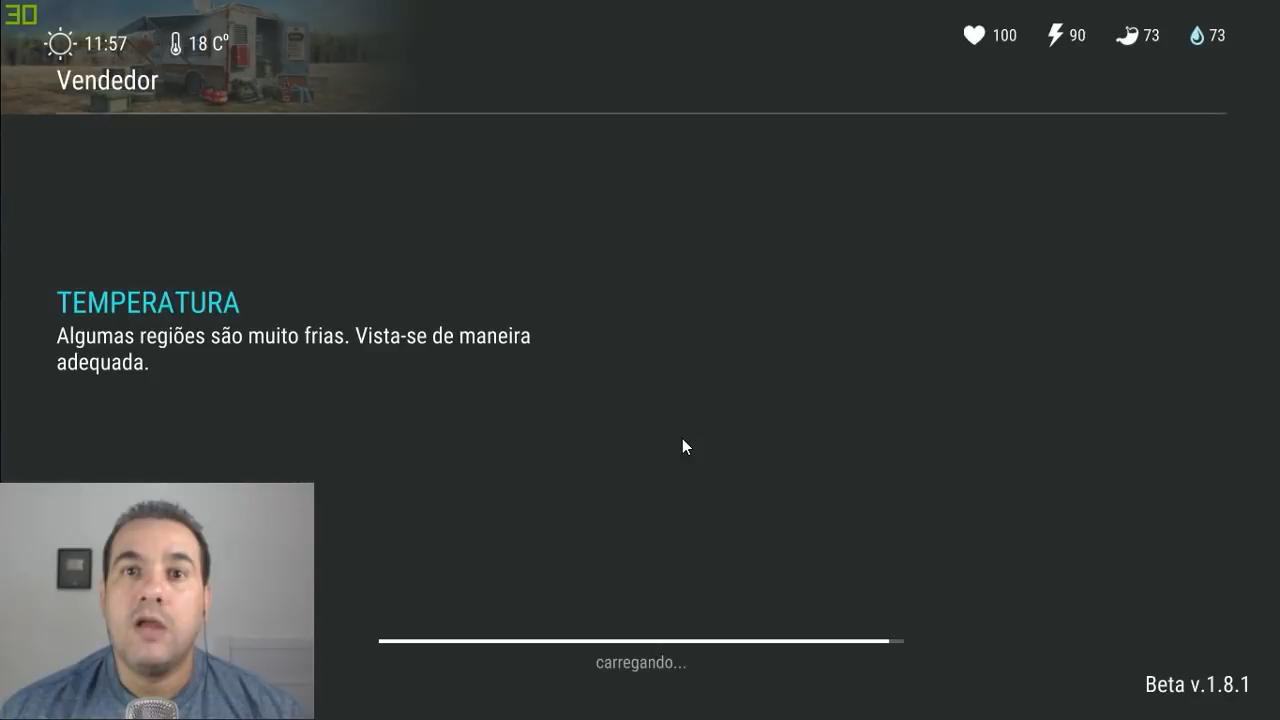 30
11:57 18 C° 100 90 73 73
Vendedor
TEMPERATURA
Algumas regiões são muito frias. Vista-se de maneira
adequada.
carregando...
Beta v.1.8.1